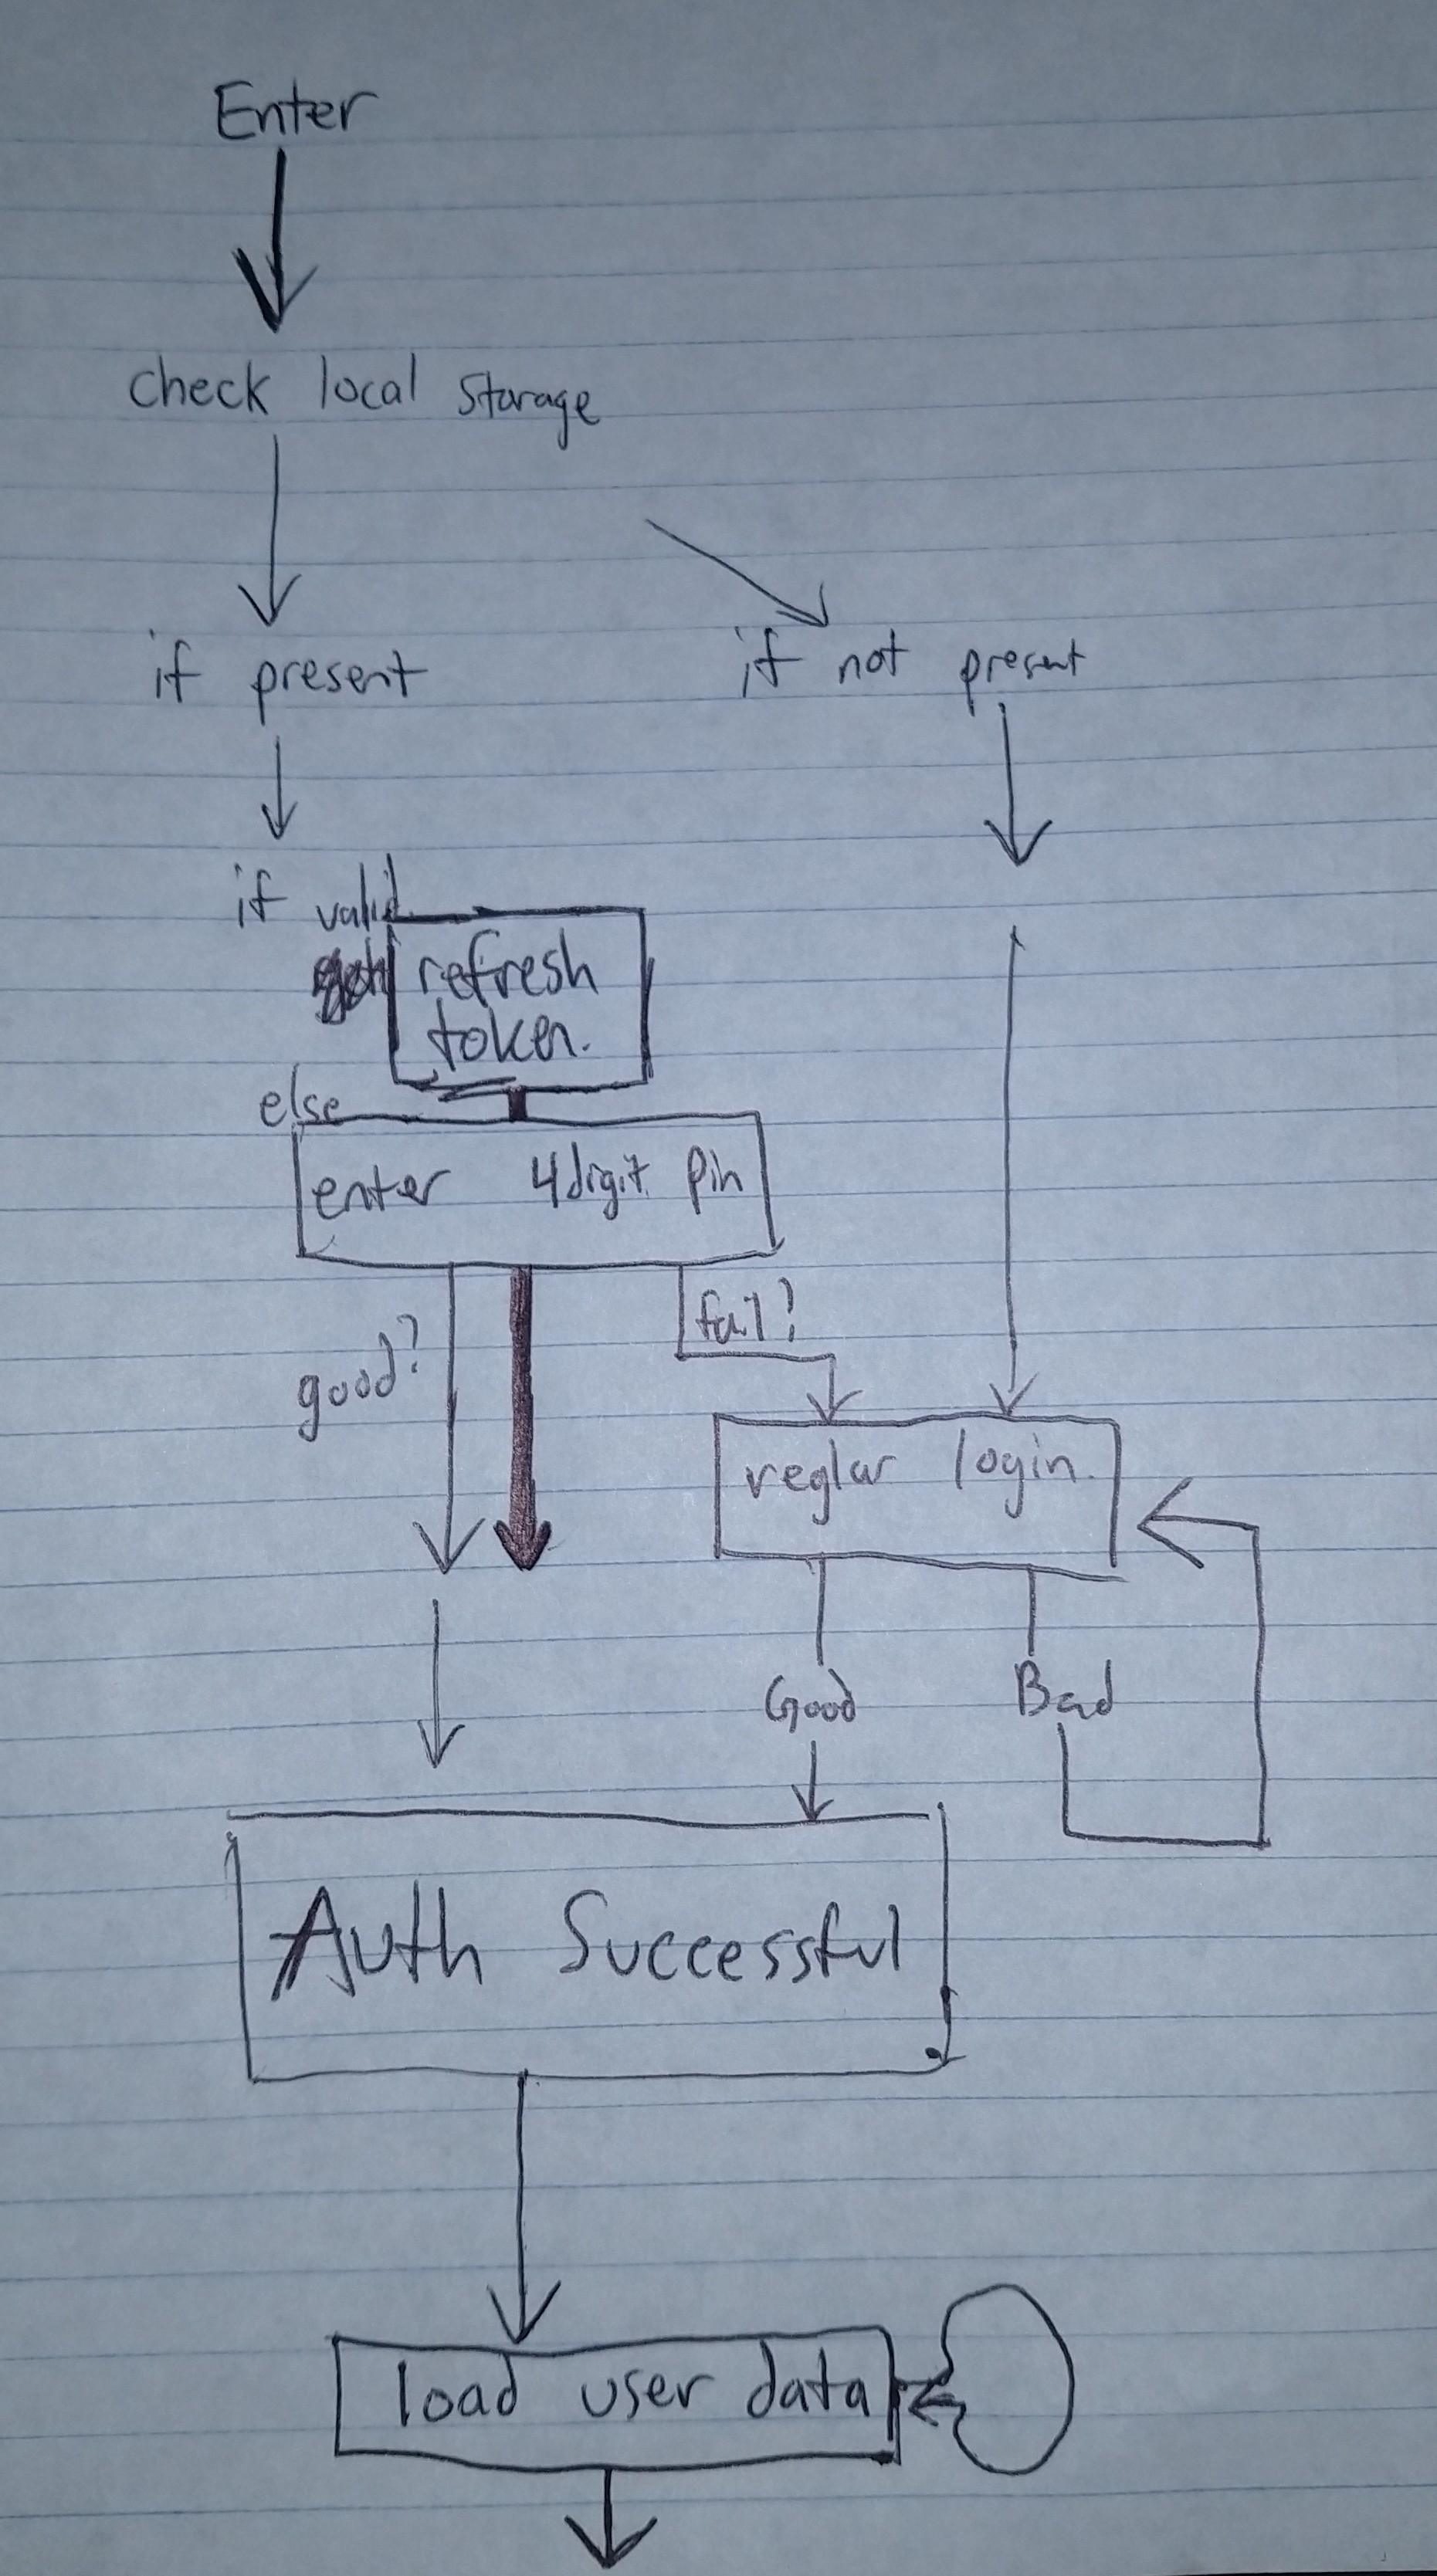 Enter
check local storage
if present
if not present
if valid
refresh
token.
else
enter 4digit pin
good?
fail?
reglar login.
Good
Bad
Auth Successful
load user data